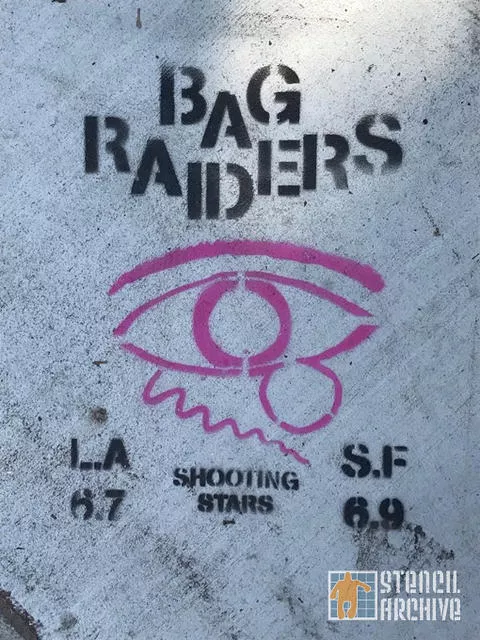 BAG
RAIDERS
L.A
6.7
SHOOTING
STARS
S.F
6.9
STENCIL
ARCHIVE